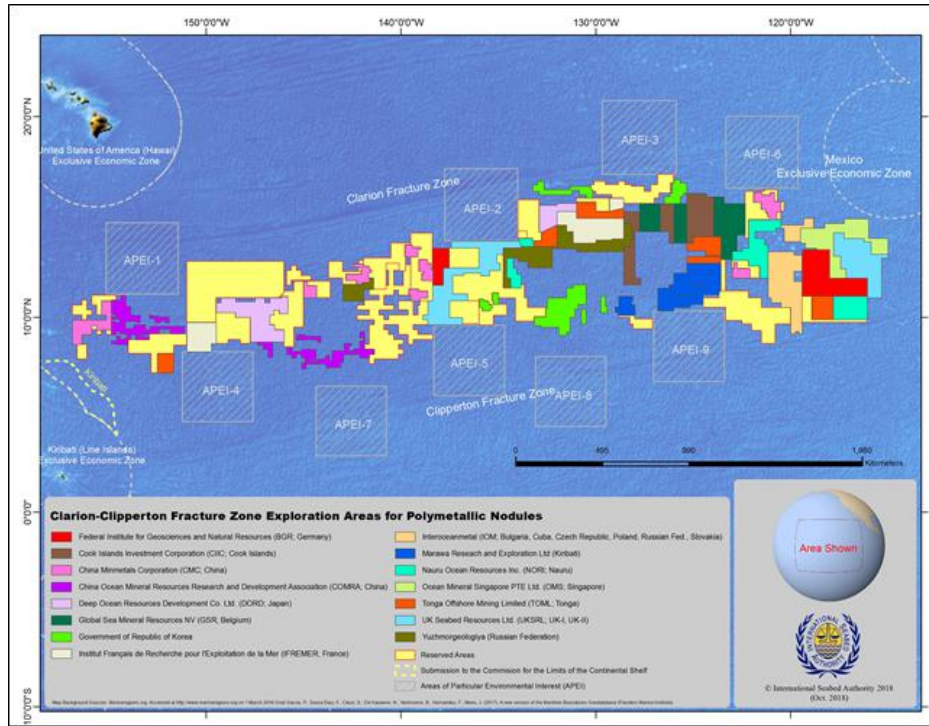 150°0'0"W
140°0'0"W
130°0'0"W
120°0'0"W
20°0'0"N
10°0'0"N
0°0'0"
10°0'0"S
United States of America (Hawai)
Exclusive Economic Zone
Mexico
Exclusive Economic Zone
Clarion Fracture Zone
Clipperton Fracture Zone
APEI-1
APEI-2
APEI-3
APEI-6
APEI-4
APEI-5
APEI-9
APEI-7
APEI-8
Kiribati
Kiribati (Line Islands)
Exclusive Economic Zone
0
495
990
1,980
Kilometers
Clarion-Clipperton Fracture Zone Exploration Areas for Polymetallic Nodules
Federal Institute for Geosciences and Natural Resources (BGR; Germany)
Cook Islands Investment Corporation (CIIC; Cook Islands)
China Minmetals Corporation (CMC; China)
China Ocean Mineral Resources Research and Development Association (COMRA; China)
Deep Ocean Resources Development Co. Ltd. (DORD; Japan)
Global Sea Mineral Resources NV (GSR; Belgium)
Government of Republic of Korea
Institut Français de Recherche pour l'Exploitation de la Mer (IFREMER; France)
Interoceanmetal (IOM; Bulgaria, Cuba, Czech Republic, Poland, Russian Fed., Slovakia)
Marawa Reseach and Exploration Ltd (Kiribati)
Nauru Ocean Resources Inc. (NORI; Nauru)
Ocean Mineral Singapore PTE Ltd. (OMS; Singapore)
Tonga Offshore Mining Limited (TOML; Tonga)
UK Seabed Resources Ltd. (UKSRL; UK-I, UK-II)
Yuzhmorgeologiya (Russian Federation)
Reserved Areas
Submission to the Commision for the Limits of the Continental Shelf
Areas of Particular Environmental Interest (APEI)
Area Shown
INTERNATIONAL SEABED AUTHORITY
© International Seabed Authority 2018
(Oct. 2018)